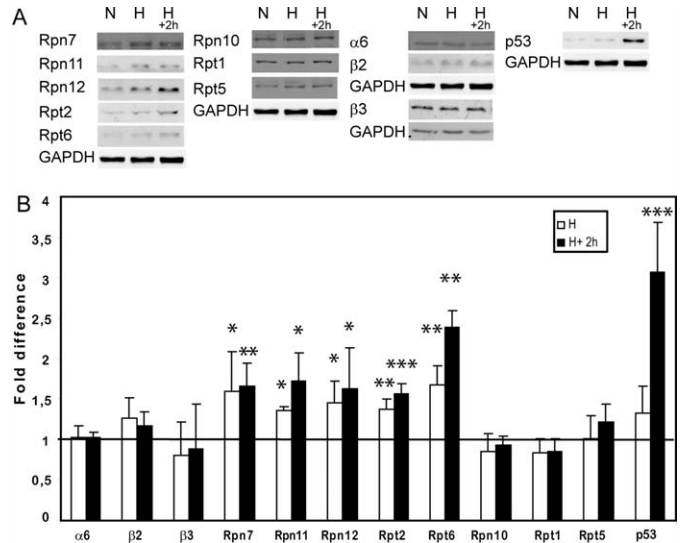 A
N H H +2h
Rpn7
Rpn11
Rpn12
Rpt2
Rpt6
GAPDH
N H H +2h
Rpn10
Rpt1
Rpt5
GAPDH
N H H +2h
α6
β2
GAPDH
β3
GAPDH
N H H +2h
p53
GAPDH
B
Fold difference
4
3,5
3
2,5
2
1,5
1
0,5
0
H
H+ 2h
* ** * * * * ** *** ** ** ***
α6 β2 β3 Rpn7 Rpn11 Rpn12 Rpt2 Rpt6 Rpn10 Rpt1 Rpt5 p53